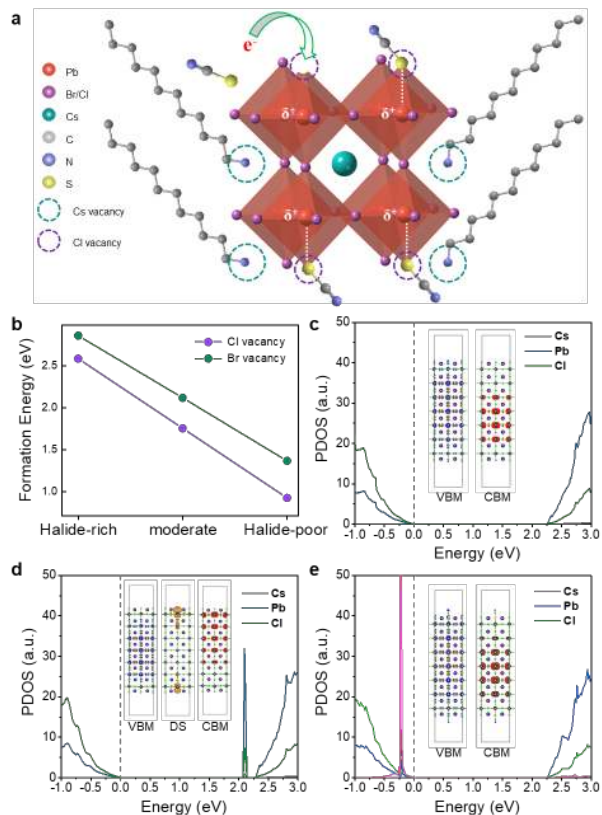 a
e-
Pb
Br/Cl
Cs
C
N
S
Cs vacancy
Cl vacancy
δ+ δ+
δ+ δ+
b
Formation Energy (eV)
2.5
2.0
1.5
1.0
Cl vacancy
Br vacancy
Halide-rich moderate Halide-poor
c
PDOS (a.u.)
50
40
30
20
10
0
Cs
Pb
Cl
VBM CBM
-1.0 -0.5 0.0 0.5 1.0 1.5 2.0 2.5 3.0
Energy (eV)
d
PDOS (a.u.)
50
40
30
20
10
0
Cs
Pb
Cl
VBM DS CBM
-1.0 -0.5 0.0 0.5 1.0 1.5 2.0 2.5 3.0
Energy (eV)
e
PDOS (a.u.)
50
40
30
20
10
0
Cs
Pb
Cl
VBM CBM
-1.0 -0.5 0.0 0.5 1.0 1.5 2.0 2.5 3.0
Energy (eV)